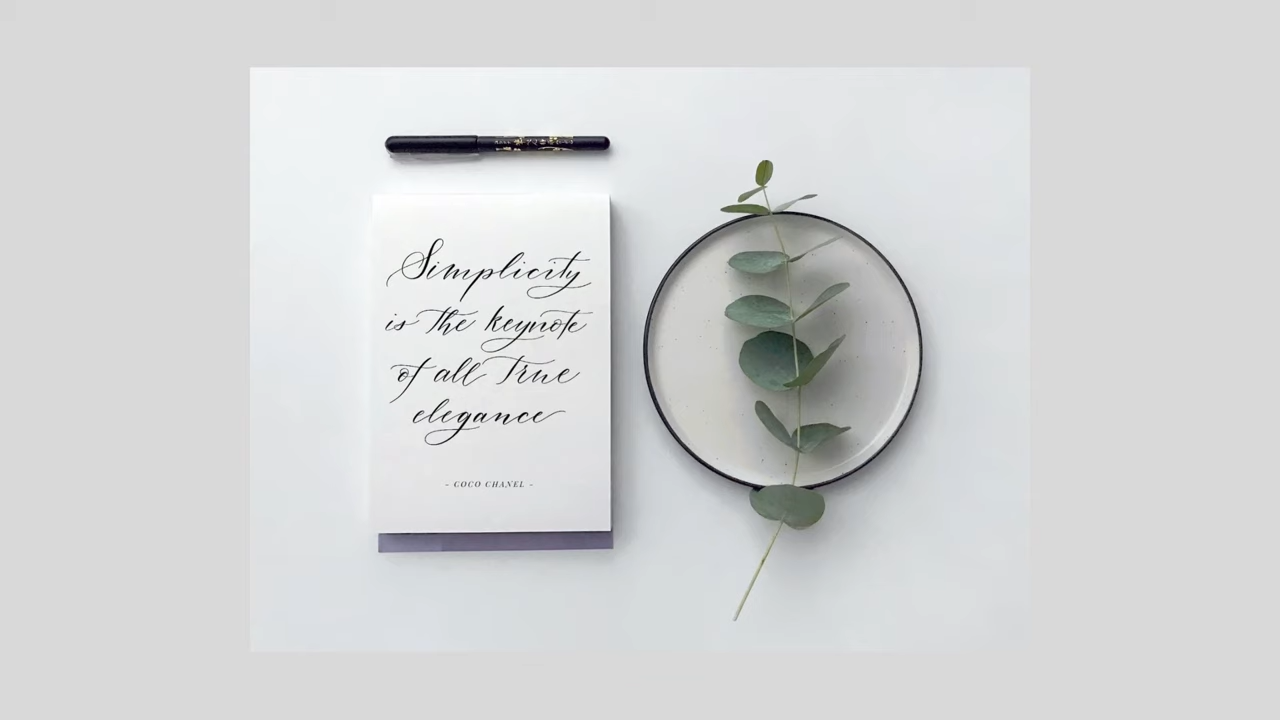 Simplicity
is the keynote
of all true
elegance
- COCO CHANEL -